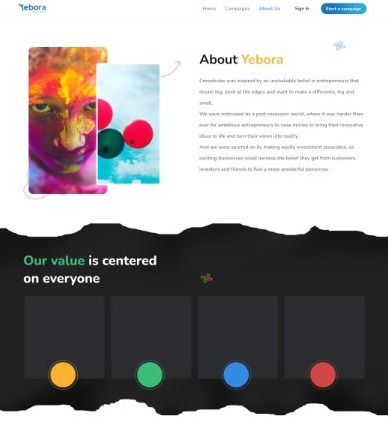 Yebora
Home Campaigns About Us Sign In Start a campaign
About Yebora
Crowdcube was inspired by an unshakable belief in entrepreneurs that
dream big, push at the edges and want to make a difference, big and
small.
We were motivated by a post recession world, where it was harder than
ever for ambitious entrepreneurs to raise money to bring their innovative
ideas to life and turn their vision into reality.
And we were spurred on by making equity investment accessible, so
exciting businesses could harness the belief they get from customers,
investors and friends to fuel a more wonderful tomorrow.
Our value is centered
on everyone